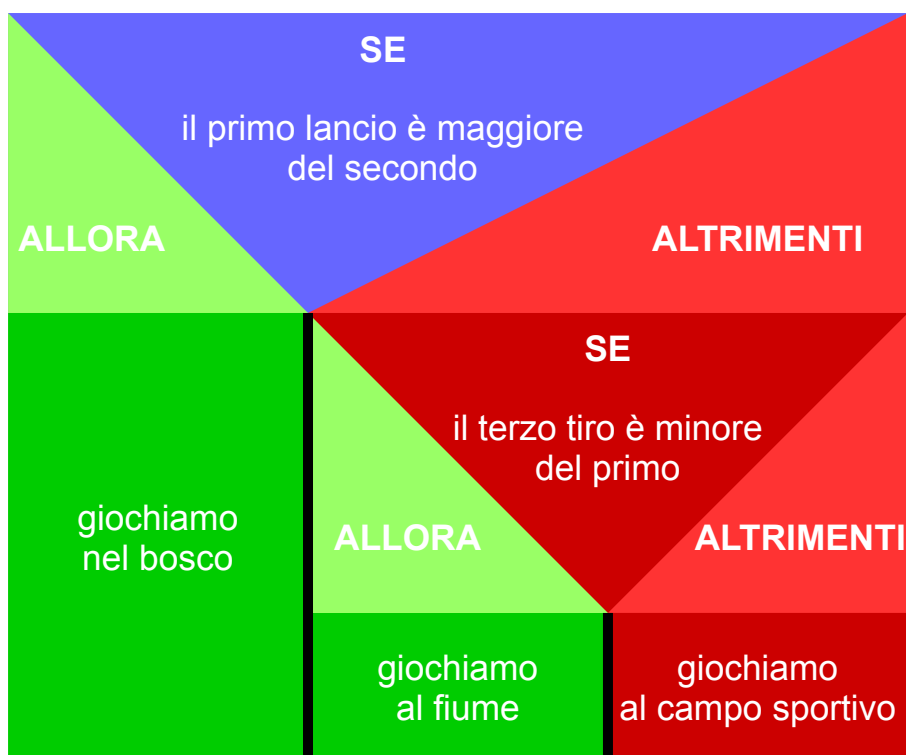 SE
il primo lancio è maggiore
del secondo
ALLORA
ALTRIMENTI
SE
il terzo tiro è minore
del primo
giochiamo
nel bosco
ALLORA
ALTRIMENTI
giochiamo
al fiume
giochiamo
al campo sportivo